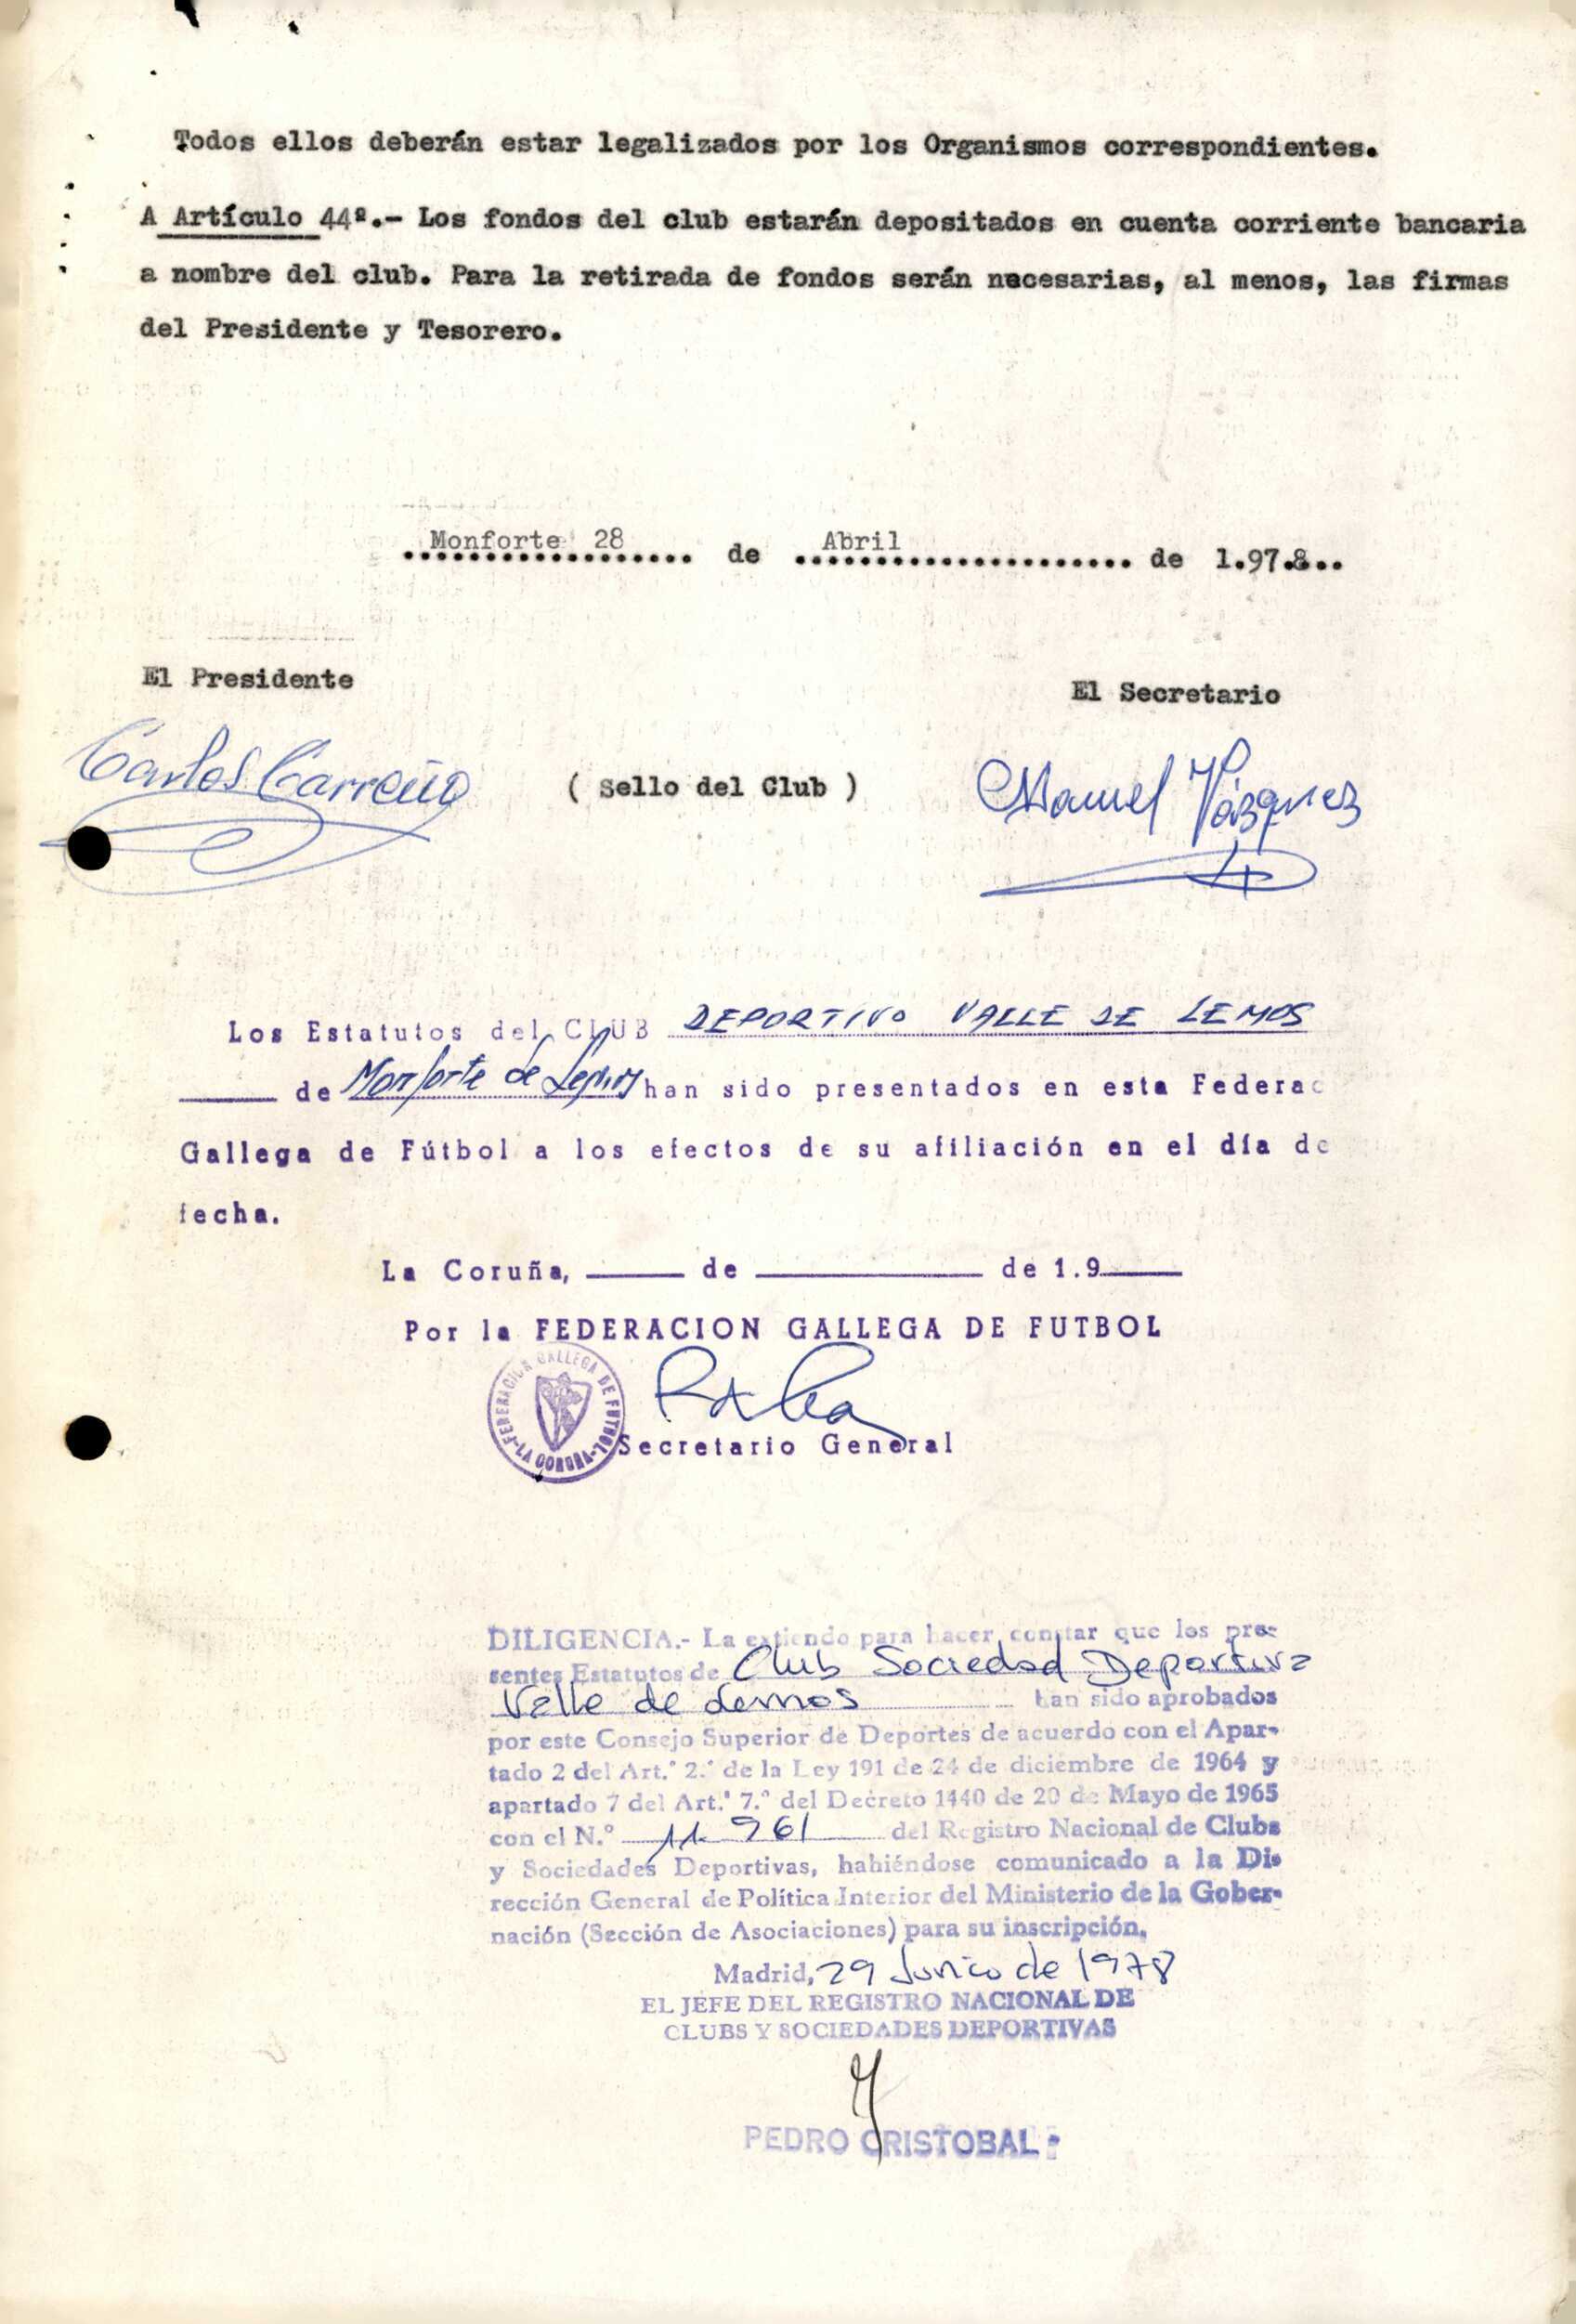 Todos ellos deberán estar legalizados por los Organismos correspondientes.
A Artículo 44º.- Los fondos del club estarán depositados en cuenta corriente bancaria
a nombre del club. Para la retirada de fondos serán necesarias, al menos, las firmas
del Presidente y Tesorero.
Monforte 28 de Abril de 1.97.8..
El Presidente
El Secretario
Carlos Carreño
( Sello del Club )
Manuel Vázquez
Los Estatutos del CLUB DEPORTIVO VALLE DE LEMOS
de Monforte de Lemos han sido presentados en esta Federac
Gallega de Fútbol a los efectos de su afiliación en el día de
fecha.
La Coruña, ____ de ________ de 1.9____
Por la FEDERACION GALLEGA DE FUTBOL
FEDERACION GALLEGA DE FUTBOL - LA CORUÑA -
Secretario General
DILIGENCIA.- La extiendo para hacer constar que los pre-
sentes Estatutos de Club Sociedad Deportiva
Valle de Lemos han sido aprobados
por este Consejo Superior de Deportes de acuerdo con el Apar-
tado 2 del Art.º 2.º de la Ley 191 de 24 de diciembre de 1964 y
apartado 7 del Art.º 7.º del Decreto 1440 de 20 de Mayo de 1965
con el N.º 11.961 del Registro Nacional de Clubs
y Sociedades Deportivas, habiéndose comunicado a la Di-
rección General de Política Interior del Ministerio de la Gober-
nación (Sección de Asociaciones) para su inscripción.
Madrid, 29 Junio de 1978
EL JEFE DEL REGISTRO NACIONAL DE
CLUBS Y SOCIEDADES DEPORTIVAS
PEDRO CRISTOBAL